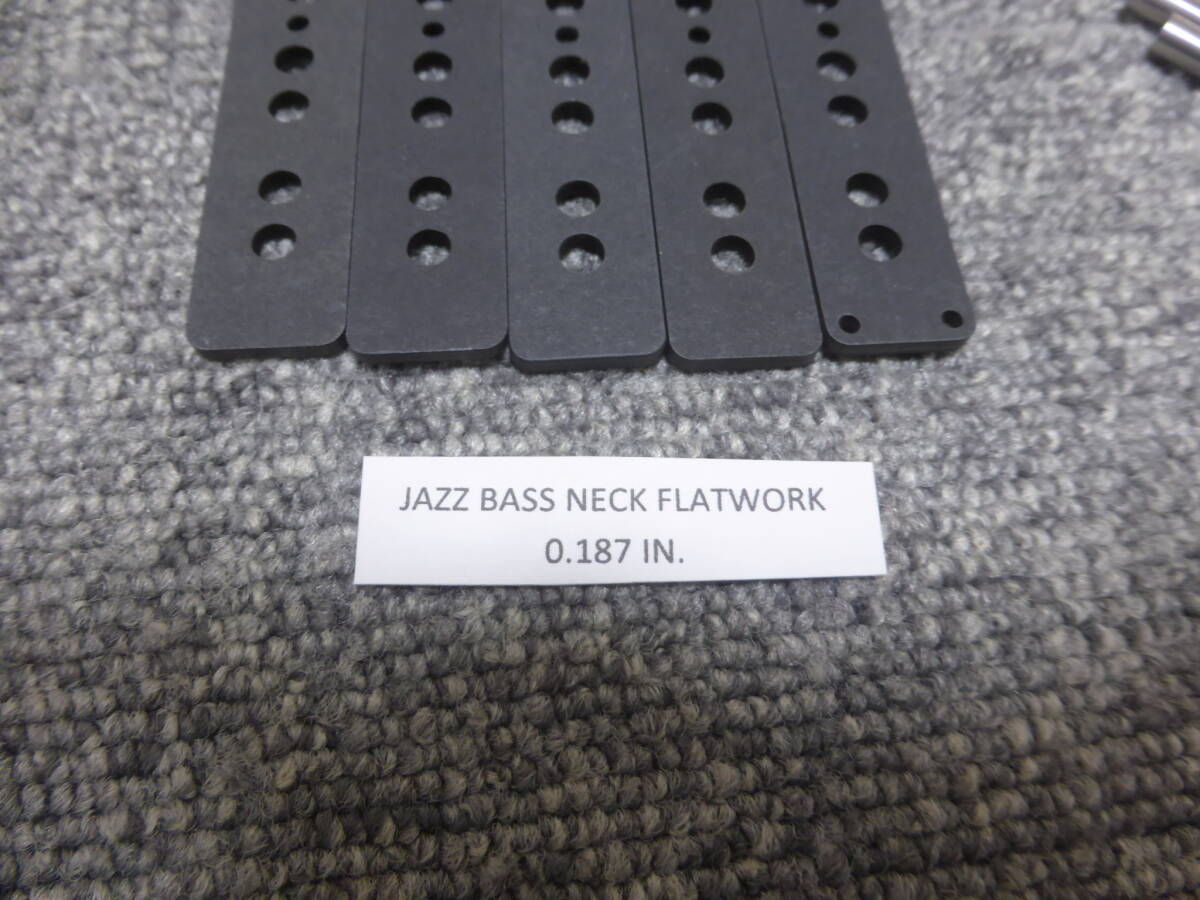 JAZZ BASS NECK FLATWORK
0.187 IN.